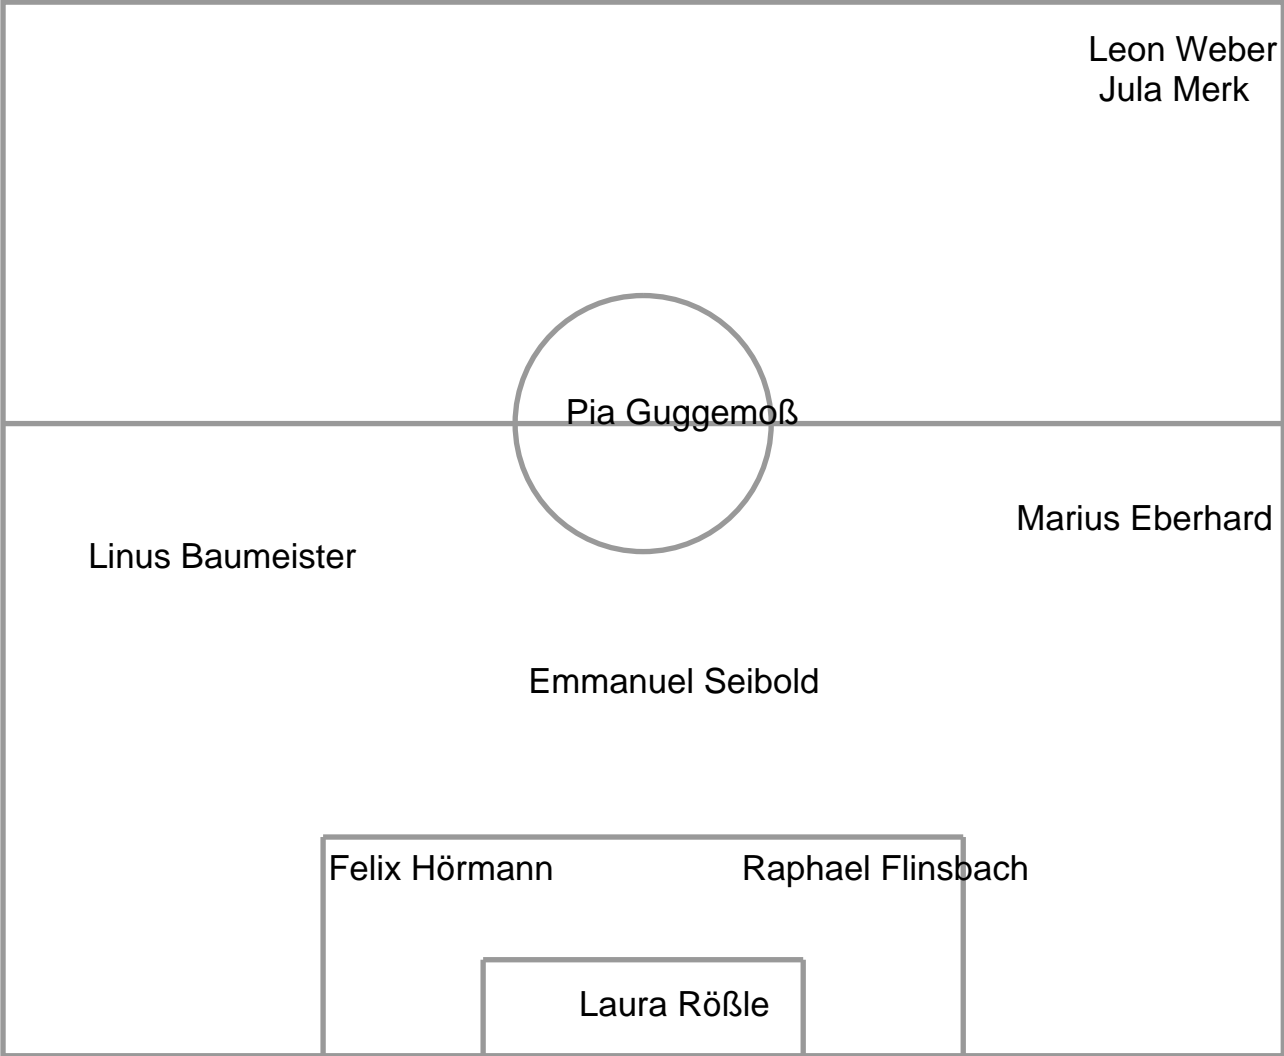 Leon Weber
Jula Merk
Pia Guggemoß
Marius Eberhard
Linus Baumeister
Emmanuel Seibold
Felix Hörmann
Raphael Flinsbach
Laura Rößle